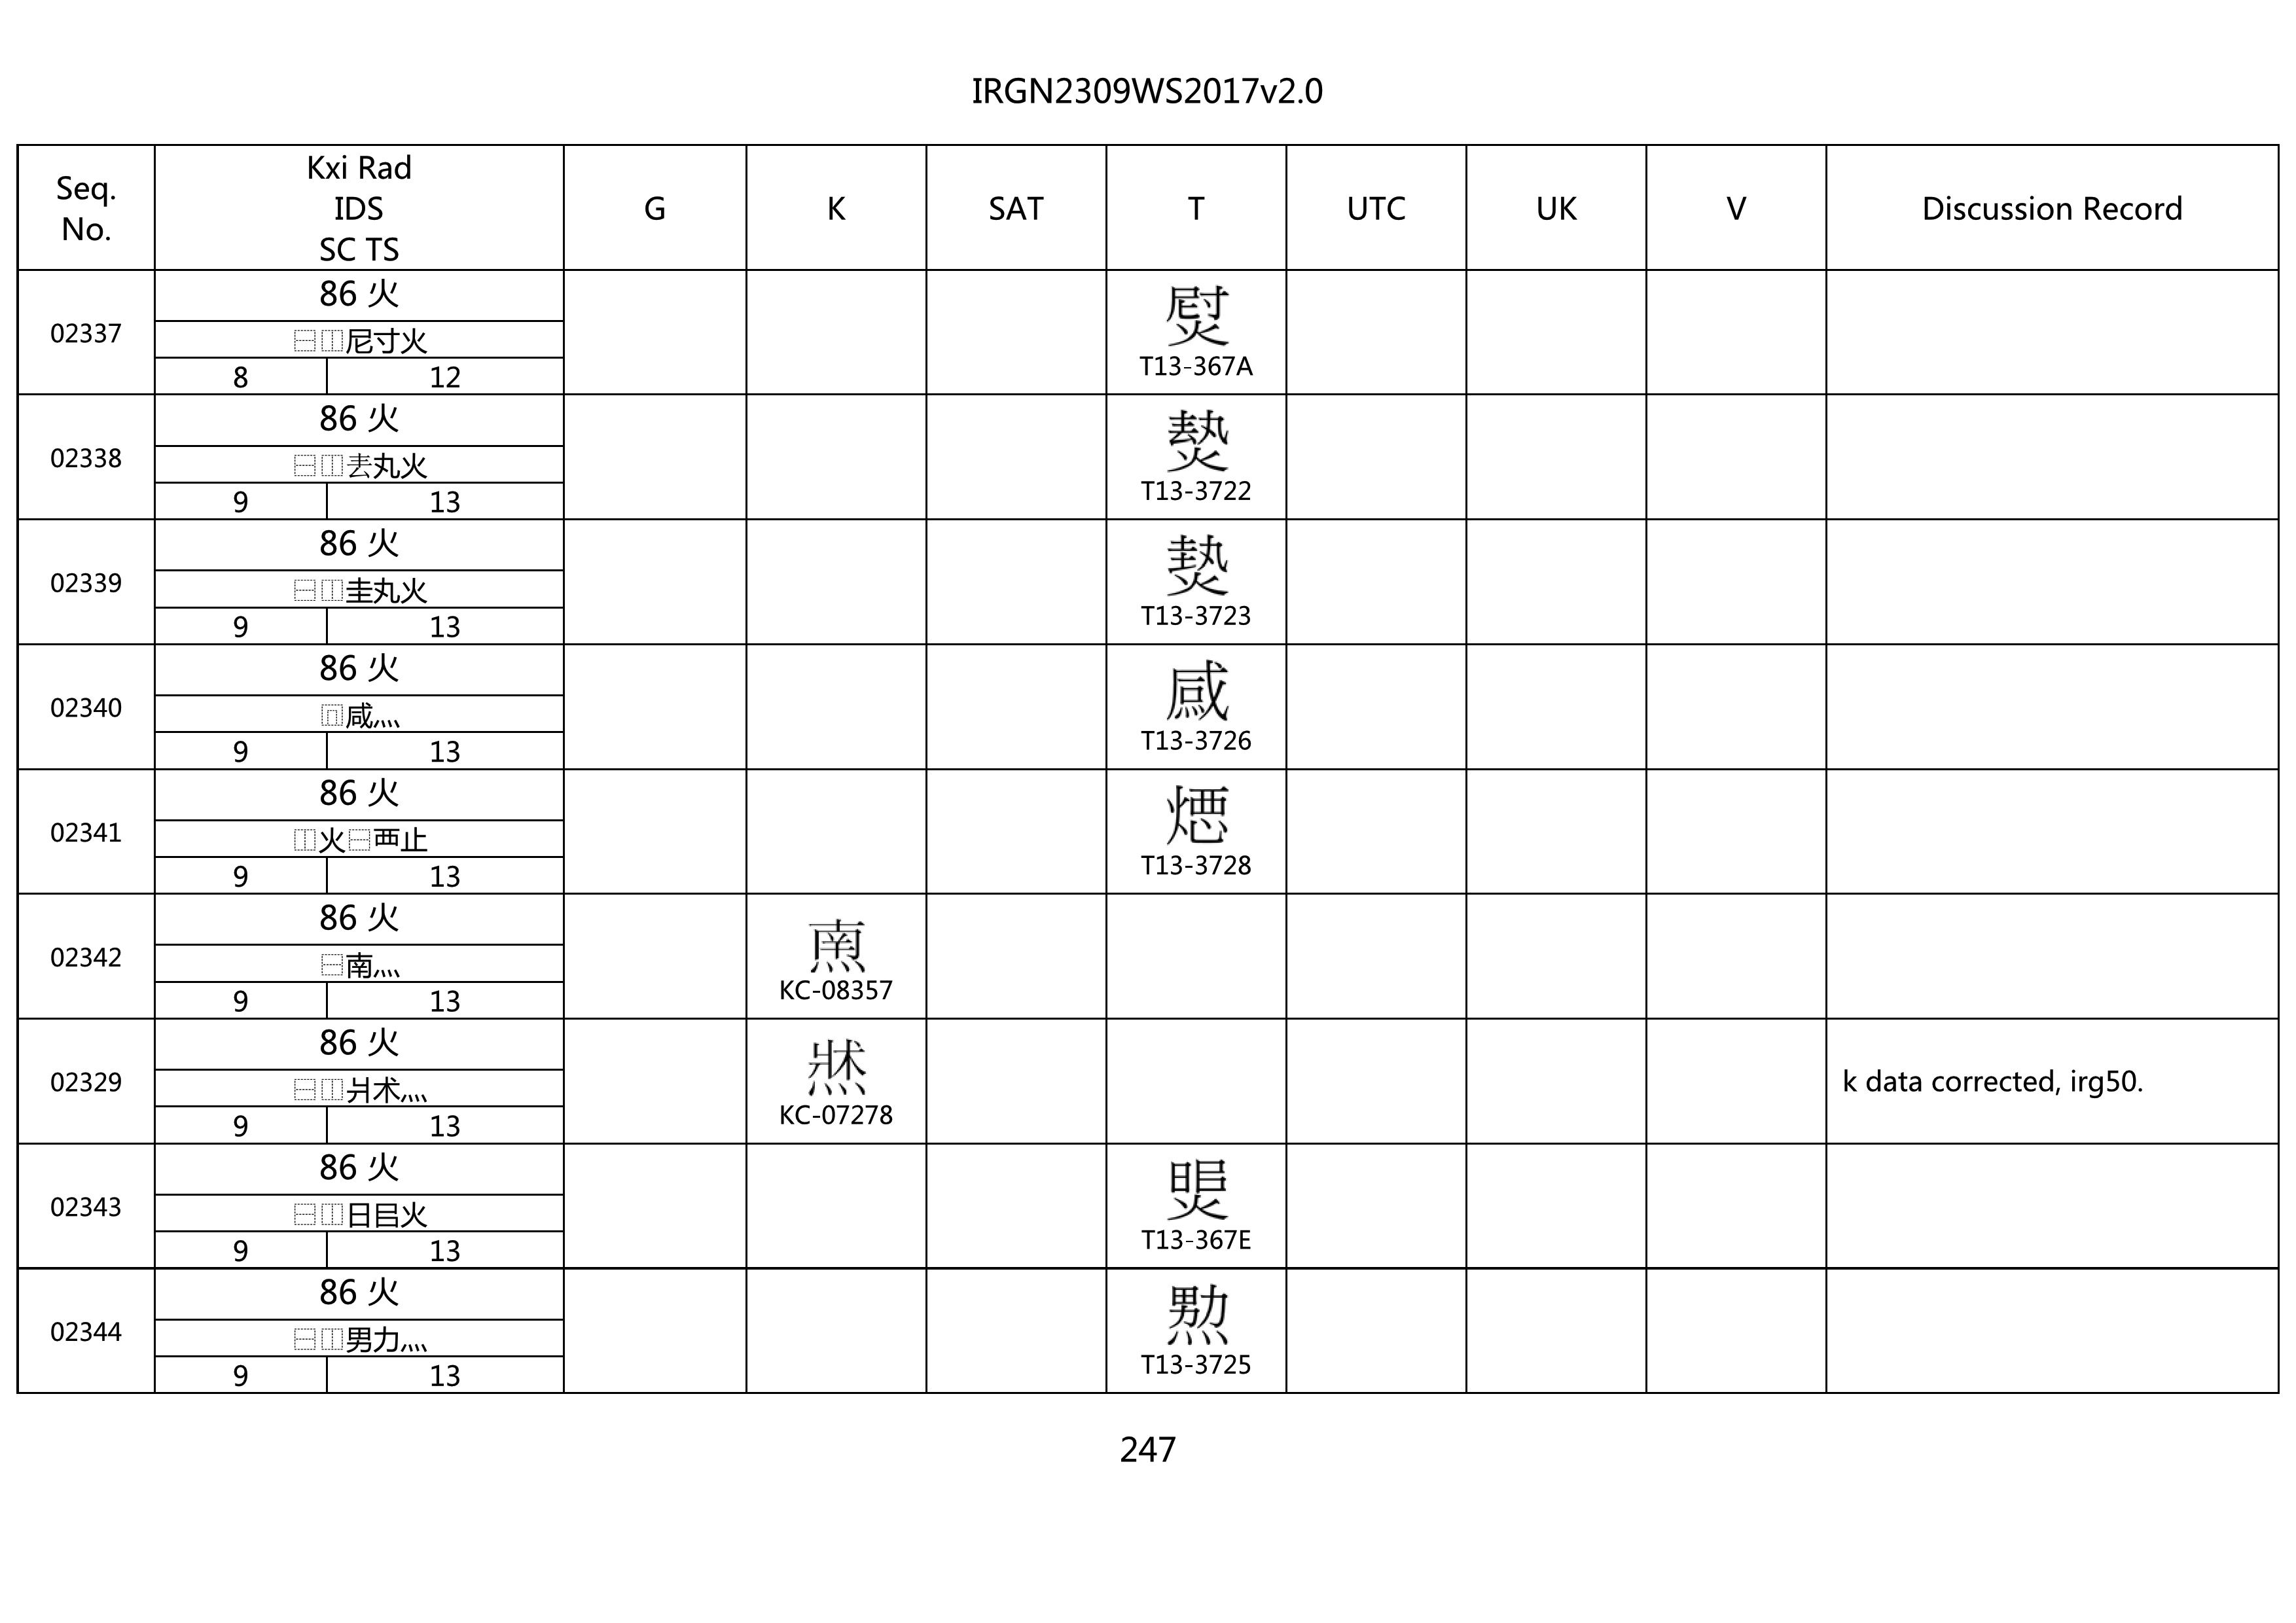 IRGN2309WS2017v2.0
Seq. No.
Kxi Rad
IDS
SC TS
G K SAT T UTC UK V Discussion Record
02337
86 火
⿱⿰尼寸火
8 12
T13-367A
02338
86 火
⿱⿰𡗜丸火
9 13
T13-3722
02339
86 火
⿱⿰圭丸火
9 13
T13-3723
02340
86 火
⿵咸灬
9 13
T13-3726
02341
86 火
⿰火⿱覀止
9 13
T13-3728
02342
86 火
⿱南灬
9 13
KC-08357
02329
86 火
⿱⿰爿术灬
9 13
KC-07278
k data corrected, irg50.
02343
86 火
⿱⿰日㠯火
9 13
T13-367E
02344
86 火
⿱⿰男力灬
9 13
T13-3725
247